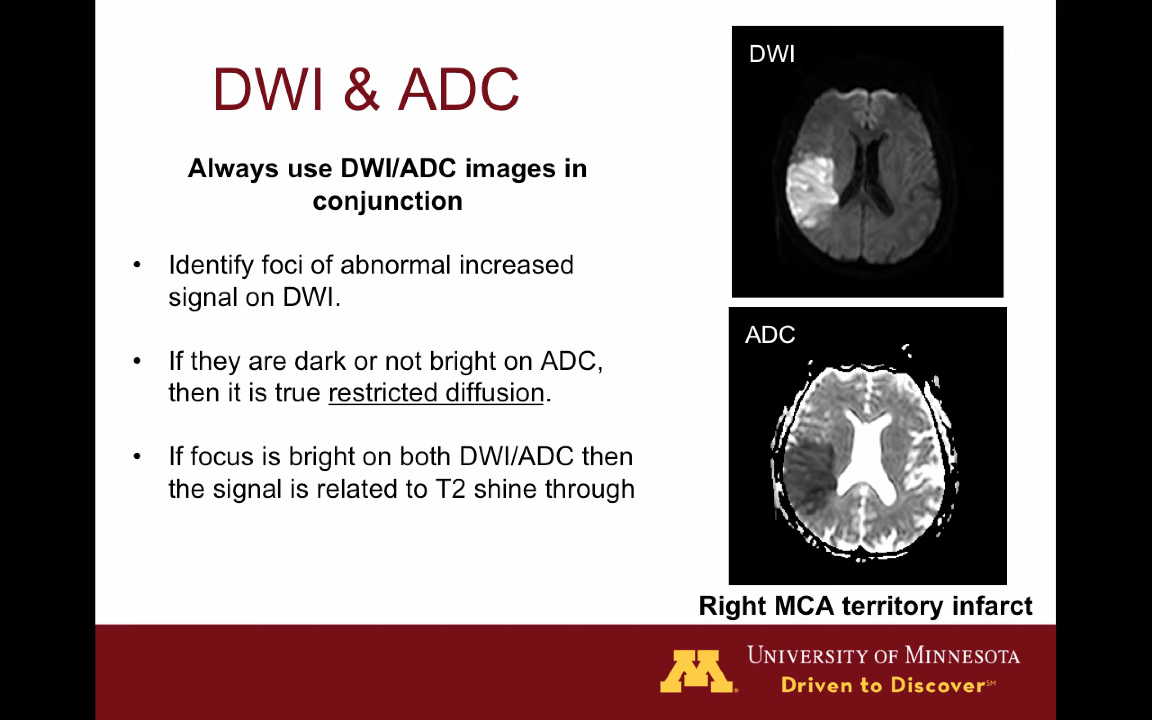 DWI & ADC
Always use DWI/ADC images in
conjunction
• Identify foci of abnormal increased
signal on DWI.
• If they are dark or not bright on ADC,
then it is true restricted diffusion.
• If focus is bright on both DWI/ADC then
the signal is related to T2 shine through
DWI
ADC
Right MCA territory infarct
M
UNIVERSITY OF MINNESOTA
Driven to Discover℠